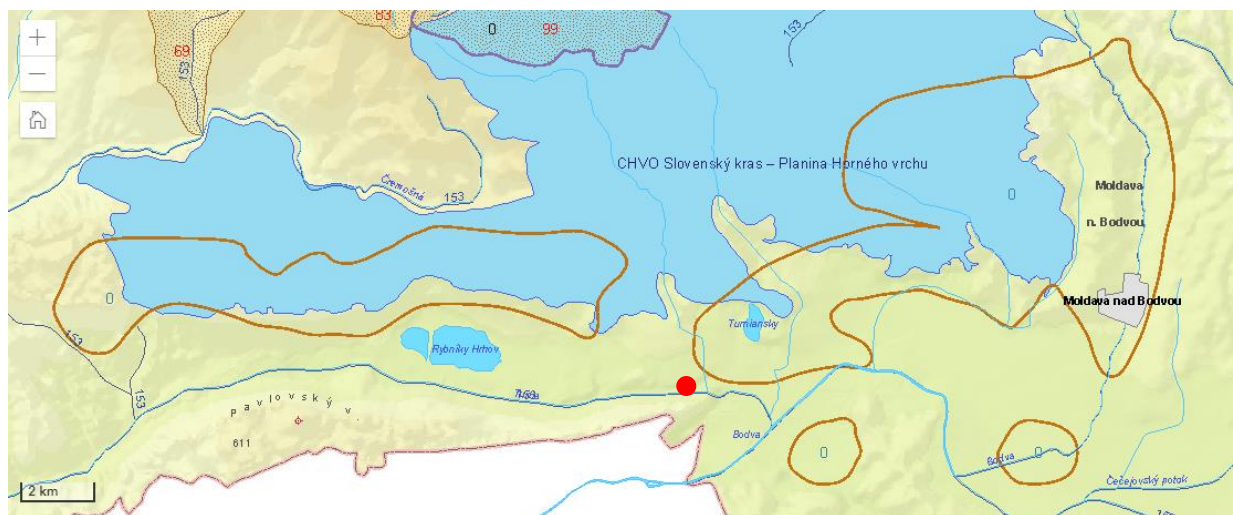 83
0
99
153
69
153
+
−
CHVO Slovenský kras – Planina Horného vrchu
Čremošná
153
0
Moldava
n. Bodvou
0
Moldava nad Bodvou
Turniansky
Rybníky Hrhov
153
153
Pavlovský v.
611
Bodva
0
Bodva
0
Čečejovský potok
2 km